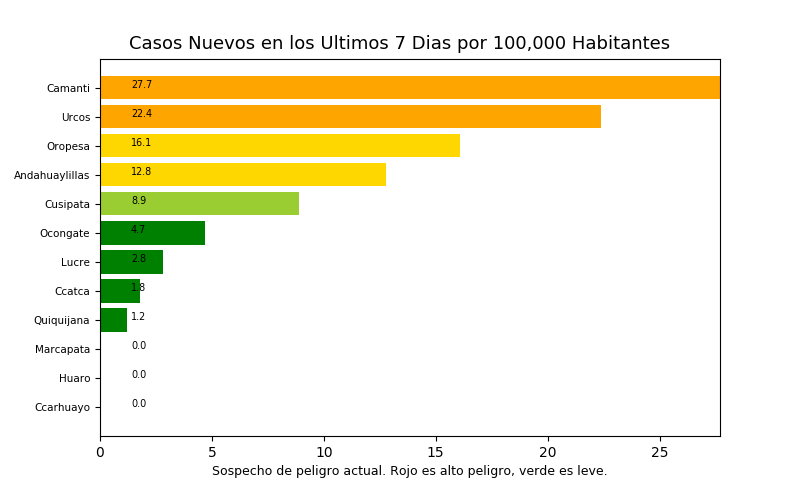 Casos Nuevos en los Ultimos 7 Dias por 100,000 Habitantes
Camanti 27.7
Urcos 22.4
Oropesa 16.1
Andahuaylillas 12.8
Cusipata 8.9
Ocongate 4.7
Lucre 2.8
Ccatca 1.8
Quiquijana 1.2
Marcapata 0.0
Huaro 0.0
Ccarhuayo 0.0
0 5 10 15 20 25
Sospecho de peligro actual. Rojo es alto peligro, verde es leve.